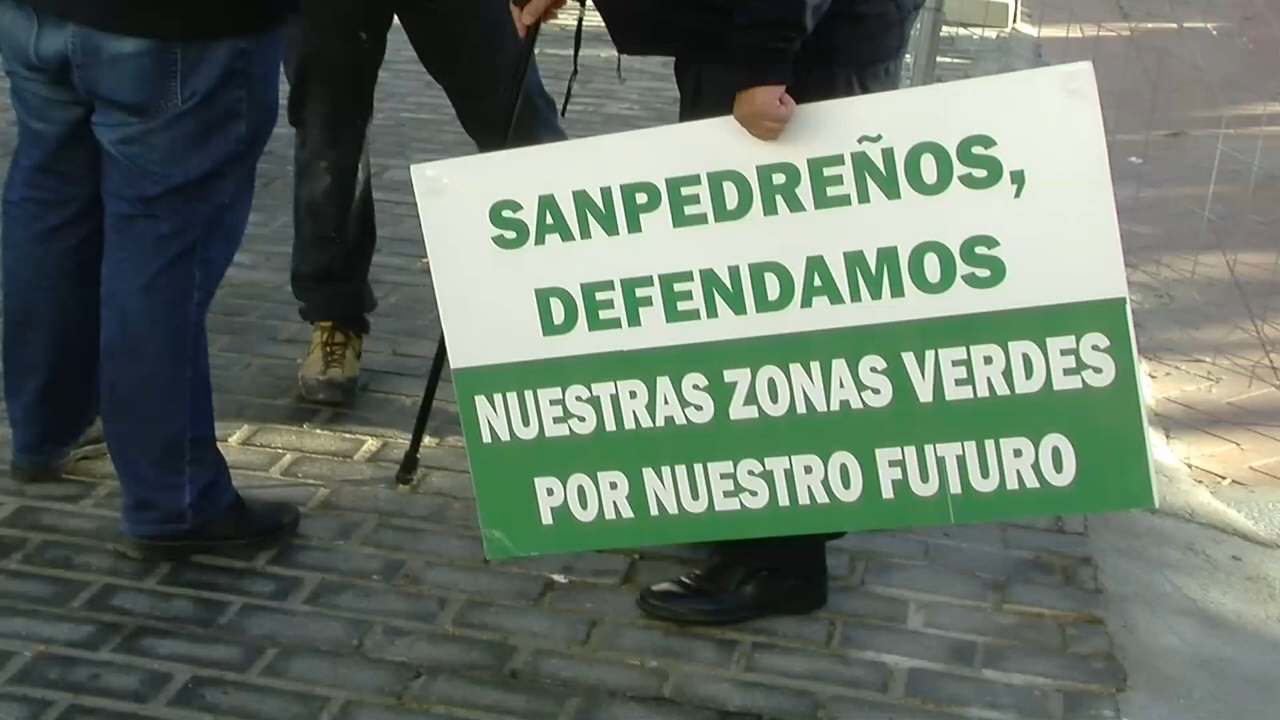 SANPEDREÑOS,
DEFENDAMOS
NUESTRAS ZONAS VERDES
POR NUESTRO FUTURO